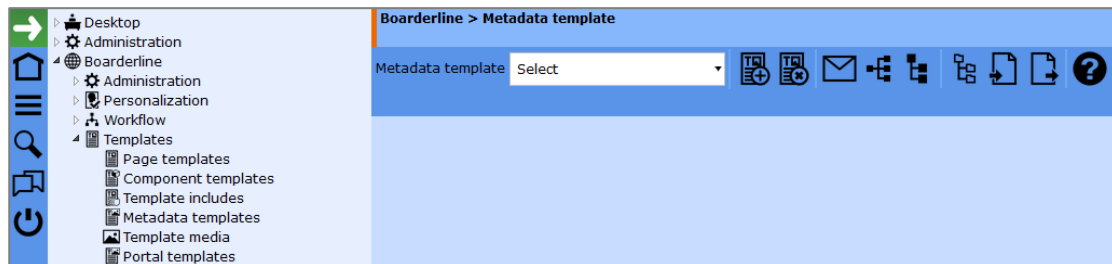 Desktop
Administration
Boarderline
Administration
Personalization
Workflow
Templates
Page templates
Component templates
Template includes
Metadata templates
Template media
Portal templates
Boarderline > Metadata template
Metadata template Select